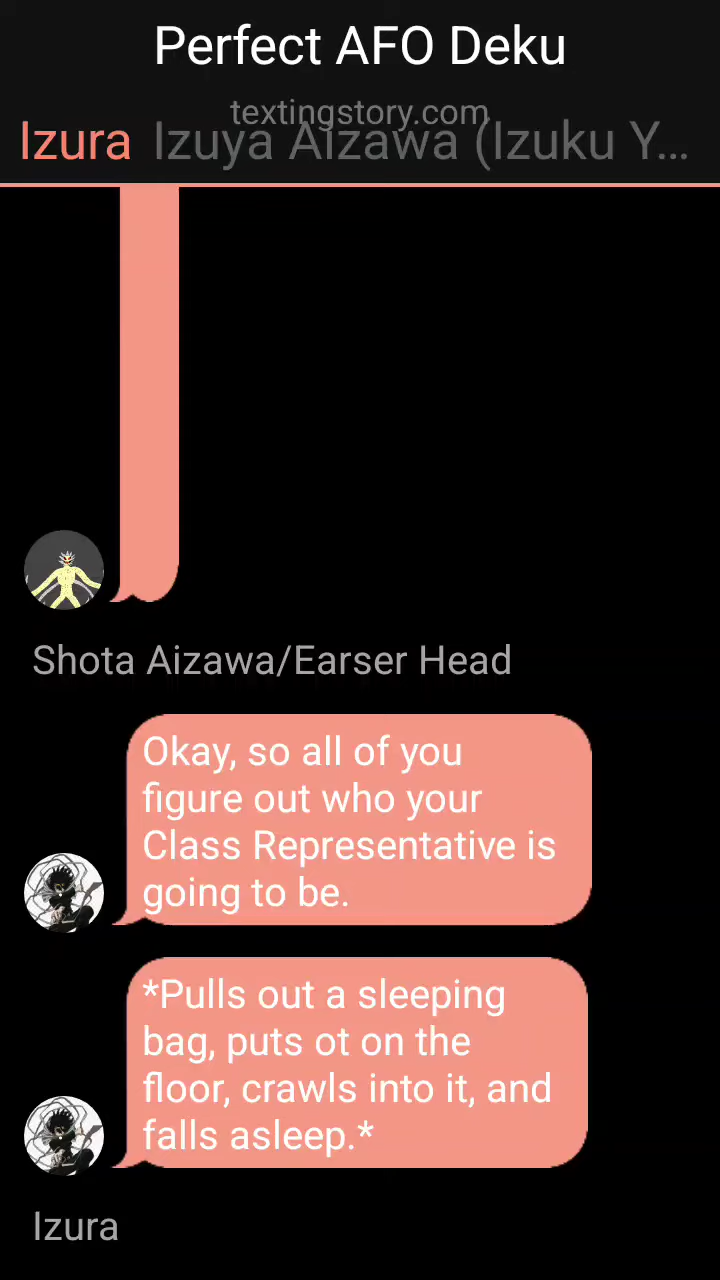 Perfect AFO Deku
textingstory.com
Izura Izuya Aizawa (Izuku Y...
Shota Aizawa/Earser Head
Okay, so all of you
figure out who your
Class Representative is
going to be.
*Pulls out a sleeping
bag, puts ot on the
floor, crawls into it, and
falls asleep.*
Izura